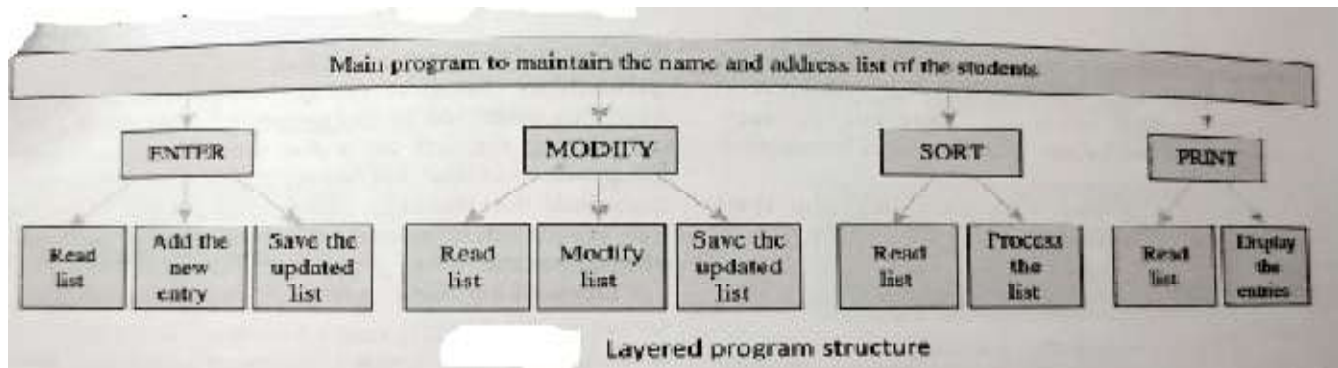 Main program to maintain the name and address list of the students
ENTER
MODIFY
SORT
PRINT
Read
list
Add the
new
entry
Save the
updated
list
Read
list
Modify
list
Save the
updated
list
Read
list
Process
the
list
Read
list
Display
the
entries
Layered program structure